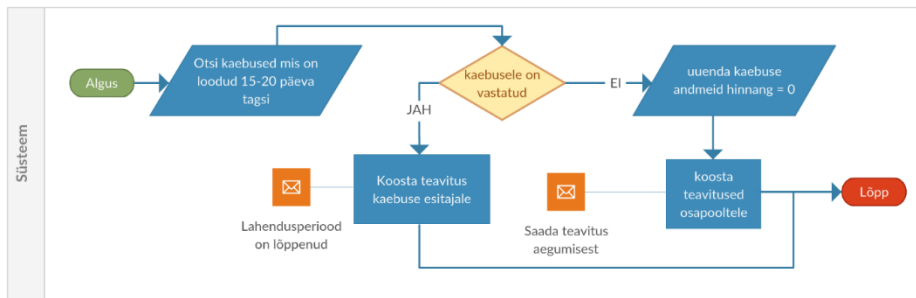 Süsteem
Algus
Otsi kaebused mis on
loodud 15-20 päeva
tagsi
kaebusele on
vastatud
JAH
EI
uuenda kaebuse
andmeid hinnang = 0
Koosta teavitus
kaebuse esitajale
Lahendusperiood
on lõppenud
koosta
teavitused
osapooltele
Saada teavitus
aegumisest
Lõpp